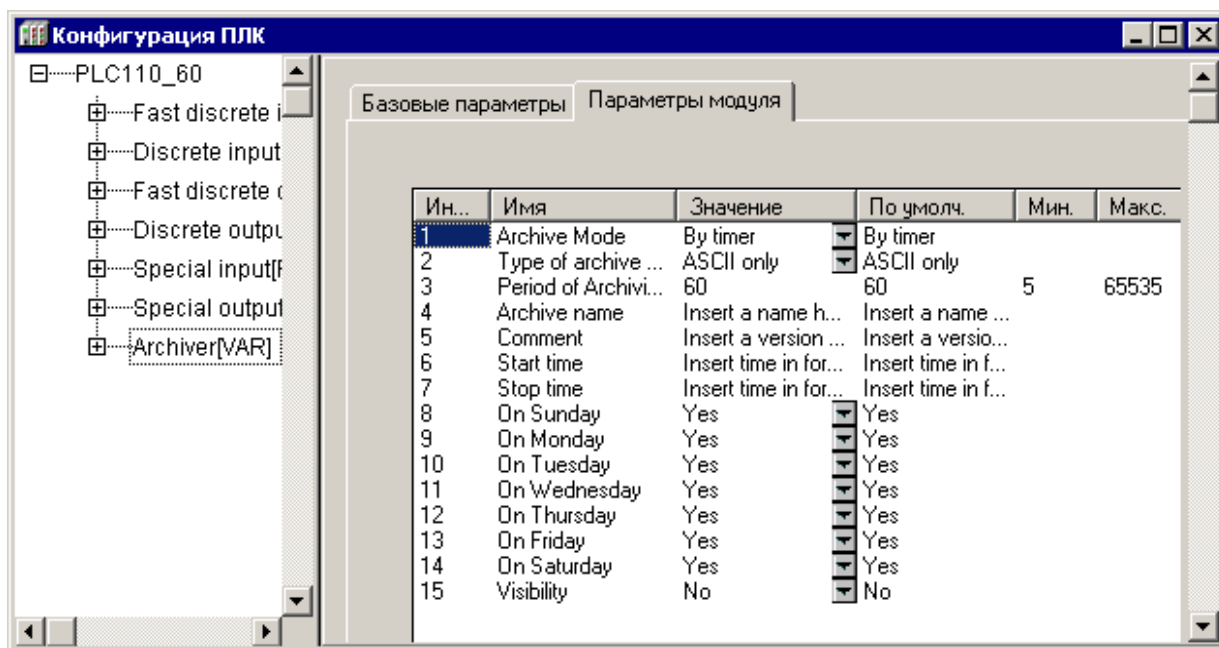 Конфигурация ПЛК
PLC110_60
Fast discrete i
Discrete input
Fast discrete o
Discrete outpu
Special input[F
Special output
Archiver[VAR]
Базовые параметры Параметры модуля
Ин... Имя Значение По умолч. Мин. Макс.
1 Archive Mode By timer By timer
2 Type of archive ... ASCII only ASCII only
3 Period of Archivi... 60 60 5 65535
4 Archive name Insert a name h... Insert a name ...
5 Comment Insert a version ... Insert a versio...
6 Start time Insert time in for... Insert time in f...
7 Stop time Insert time in for... Insert time in f...
8 On Sunday Yes Yes
9 On Monday Yes Yes
10 On Tuesday Yes Yes
11 On Wednesday Yes Yes
12 On Thursday Yes Yes
13 On Friday Yes Yes
14 On Saturday Yes Yes
15 Visibility No No